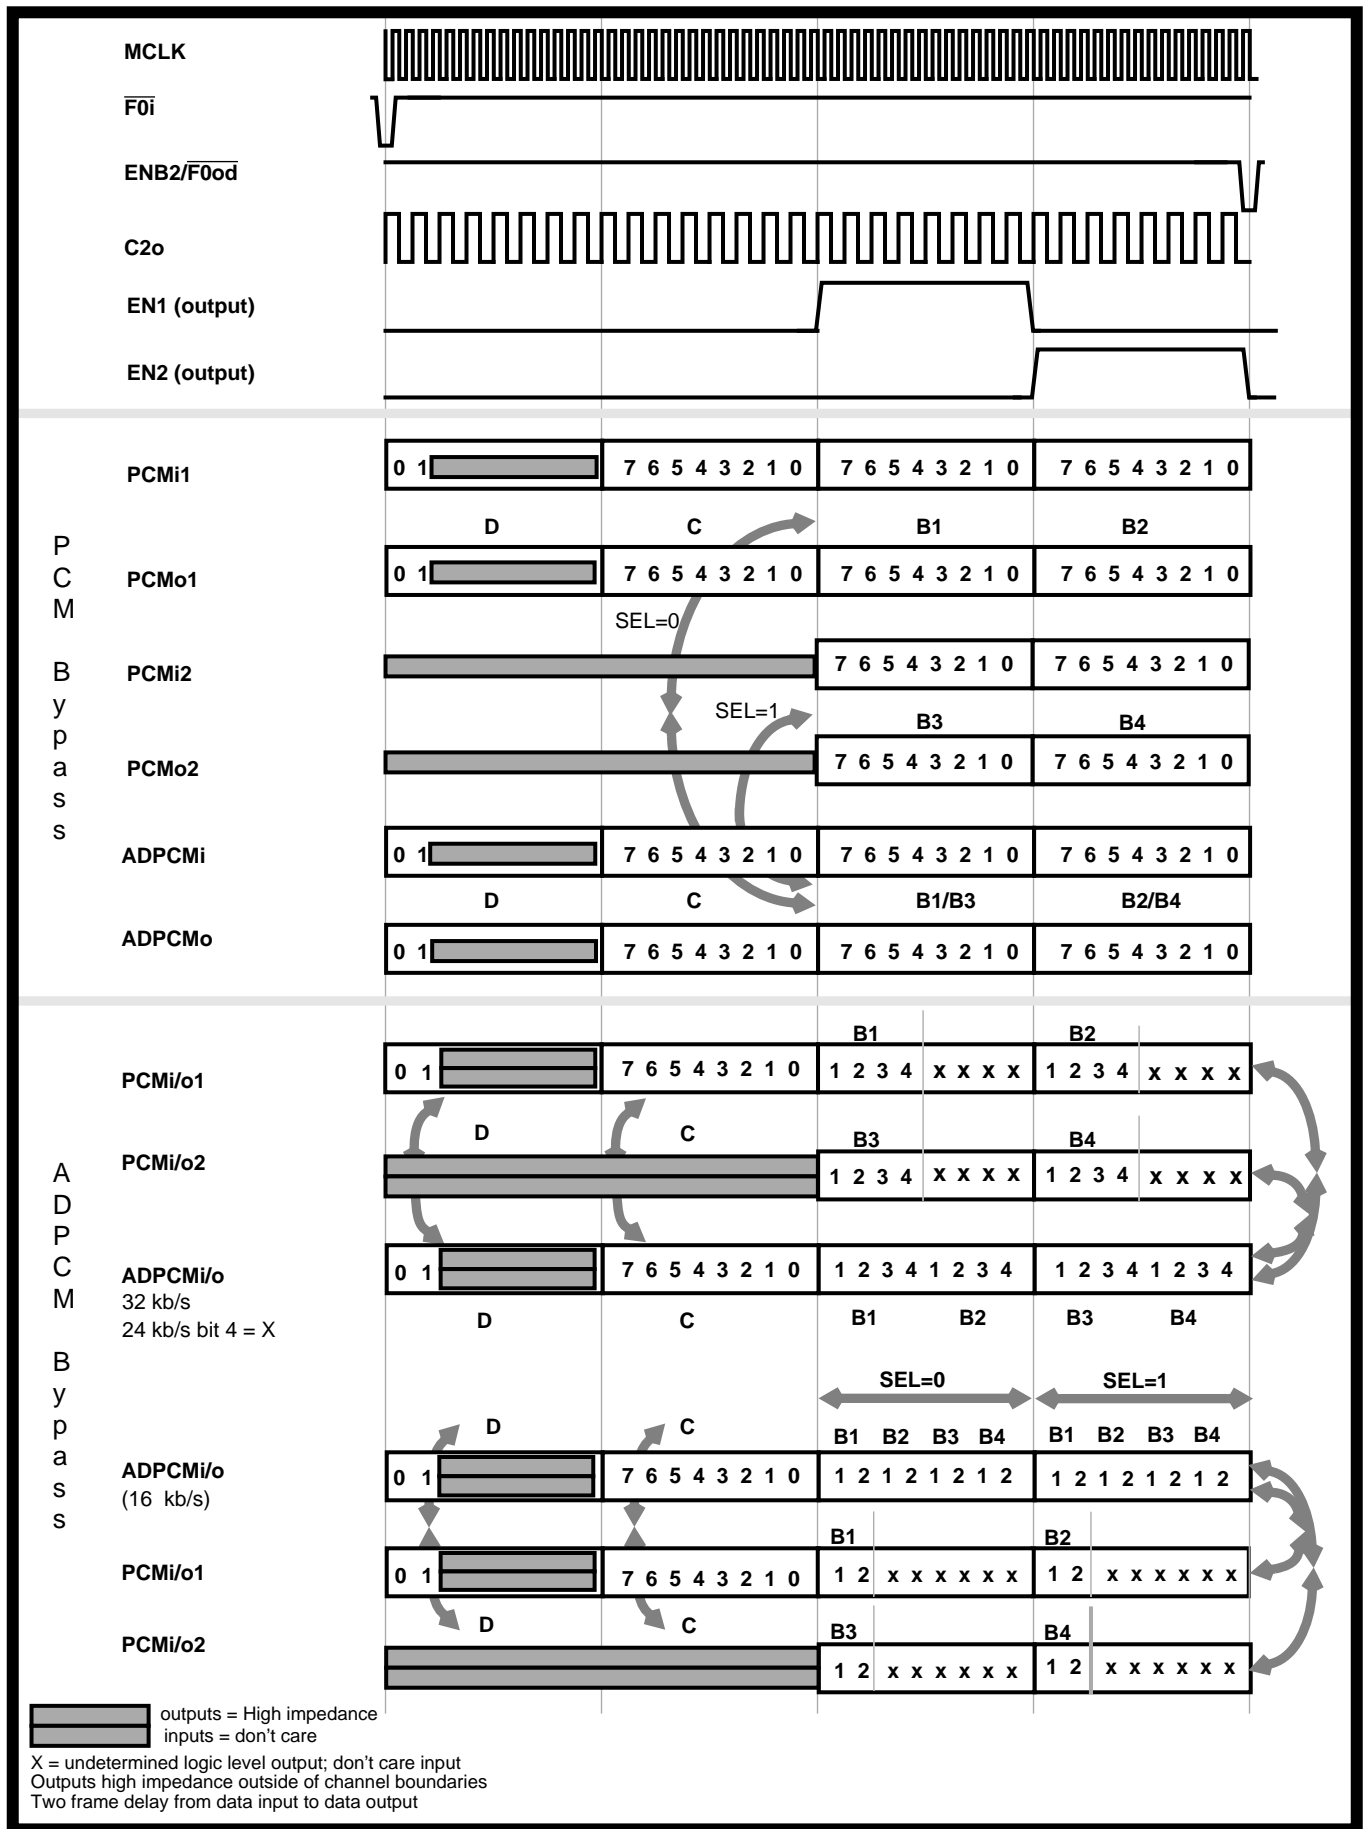 MCLK
F0i
ENB2/F0od
C2o
EN1 (output)
EN2 (output)
PCM Bypass
PCMi1
0 1
7 6 5 4 3 2 1 0
7 6 5 4 3 2 1 0
7 6 5 4 3 2 1 0
D C B1 B2
PCMo1
0 1
7 6 5 4 3 2 1 0
7 6 5 4 3 2 1 0
7 6 5 4 3 2 1 0
SEL=0
PCMi2
7 6 5 4 3 2 1 0
7 6 5 4 3 2 1 0
SEL=1
B3 B4
PCMo2
7 6 5 4 3 2 1 0
7 6 5 4 3 2 1 0
ADPCMi
0 1
7 6 5 4 3 2 1 0
7 6 5 4 3 2 1 0
7 6 5 4 3 2 1 0
D C B1/B3 B2/B4
ADPCMo
0 1
7 6 5 4 3 2 1 0
7 6 5 4 3 2 1 0
7 6 5 4 3 2 1 0
ADPCM Bypass
B1 B2
PCMi/o1
0 1
7 6 5 4 3 2 1 0
1 2 3 4 x x x x
1 2 3 4 x x x x
D C B3 B4
PCMi/o2
1 2 3 4 x x x x
1 2 3 4 x x x x
ADPCMi/o
32 kb/s
24 kb/s bit 4 = X
0 1
7 6 5 4 3 2 1 0
1 2 3 4 1 2 3 4
1 2 3 4 1 2 3 4
D C B1 B2 B3 B4
SEL=0 SEL=1
D C B1 B2 B3 B4 B1 B2 B3 B4
ADPCMi/o
(16 kb/s)
0 1
7 6 5 4 3 2 1 0
1 2 1 2 1 2 1 2
1 2 1 2 1 2 1 2
B1 B2
PCMi/o1
0 1
7 6 5 4 3 2 1 0
1 2 x x x x x x
1 2 x x x x x x
D C B3 B4
PCMi/o2
1 2 x x x x x x
1 2 x x x x x x
outputs = High impedance
inputs = don't care
X = undetermined logic level output; don't care input
Outputs high impedance outside of channel boundaries
Two frame delay from data input to data output